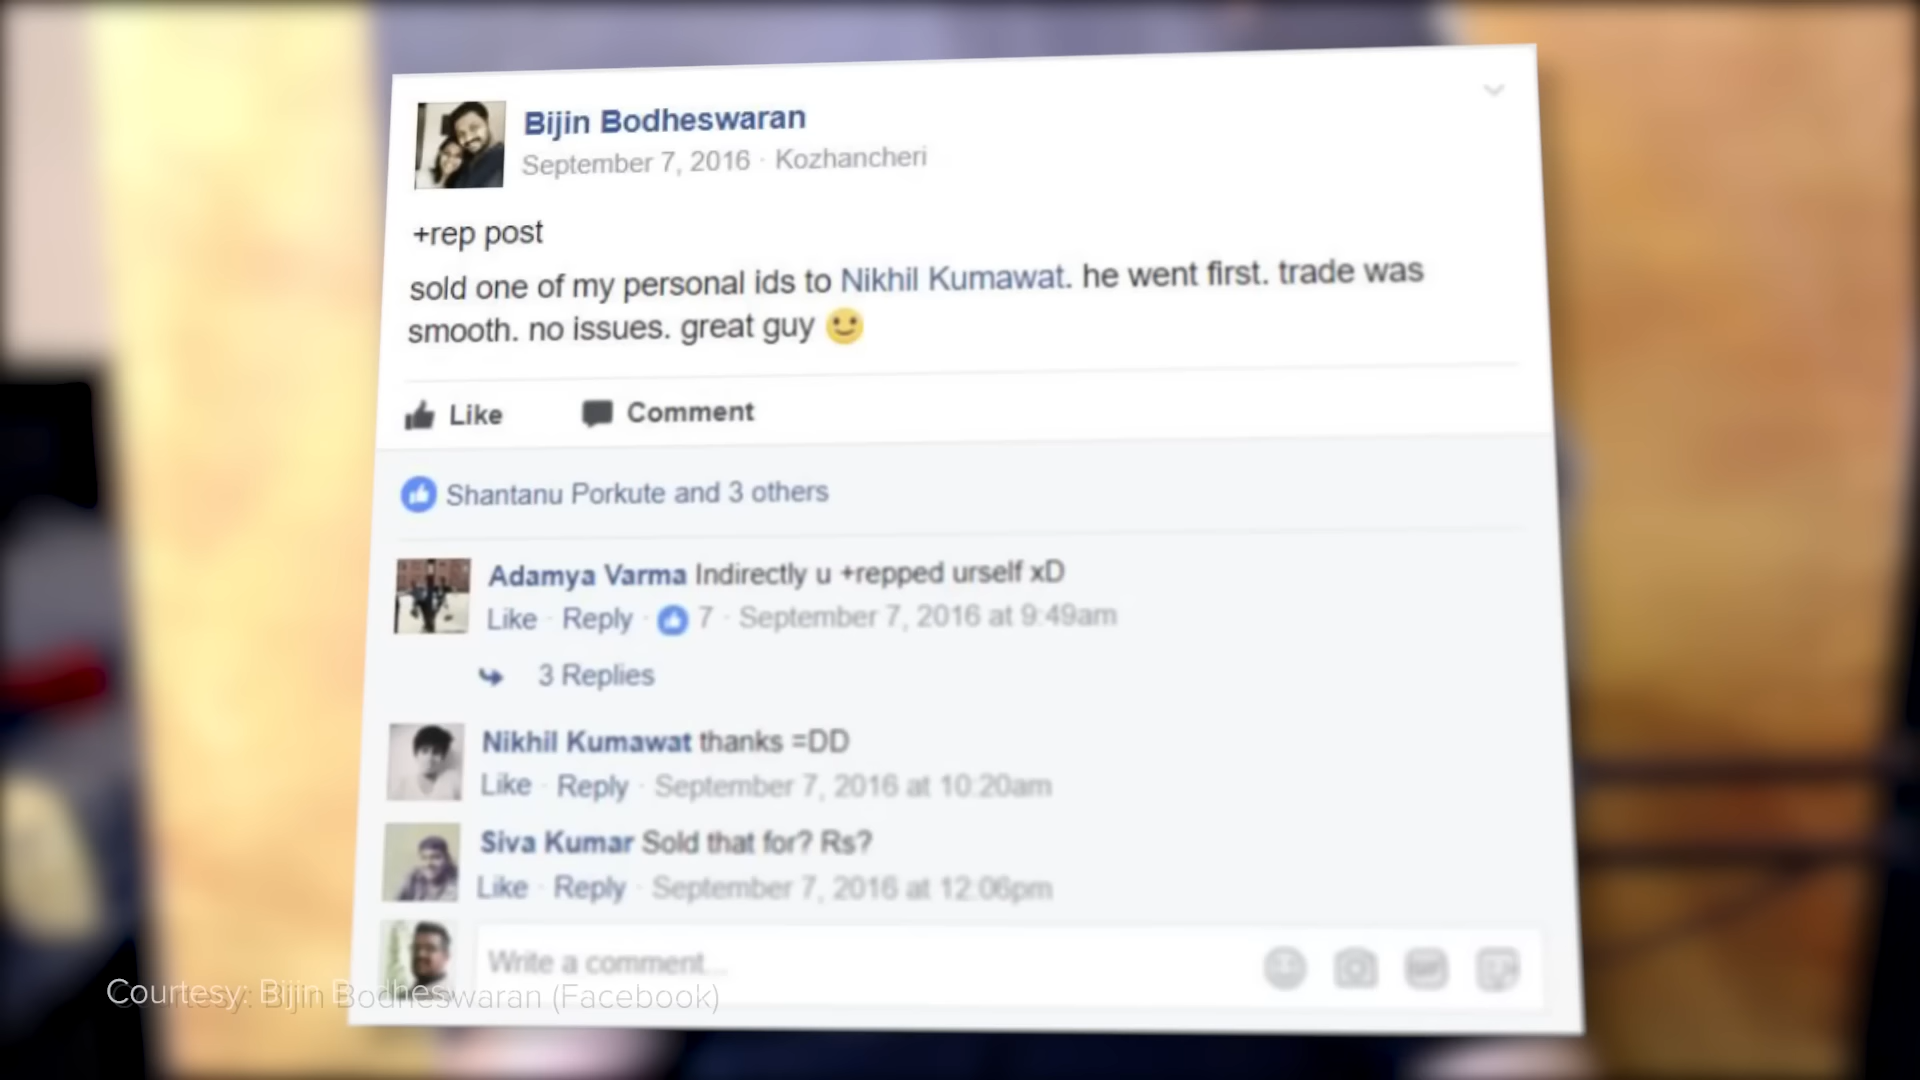 Bijin Bodheswaran
September 7, 2016 · Kozhancheri
+rep post
sold one of my personal ids to Nikhil Kumawat. he went first. trade was
smooth. no issues. great guy 🙂
Like Comment
Shantanu Porkute and 3 others
Adamya Varma Indirectly u +repped urself xD
Like · Reply · 7 · September 7, 2016 at 9:49am
3 Replies
Nikhil Kumawat thanks =DD
Like · Reply · September 7, 2016 at 10:20am
Siva Kumar Sold that for? Rs?
Like · Reply · September 7, 2016 at 12:06pm
Write a comment...
GIF
Courtesy: Bijin Bodheswaran (Facebook)